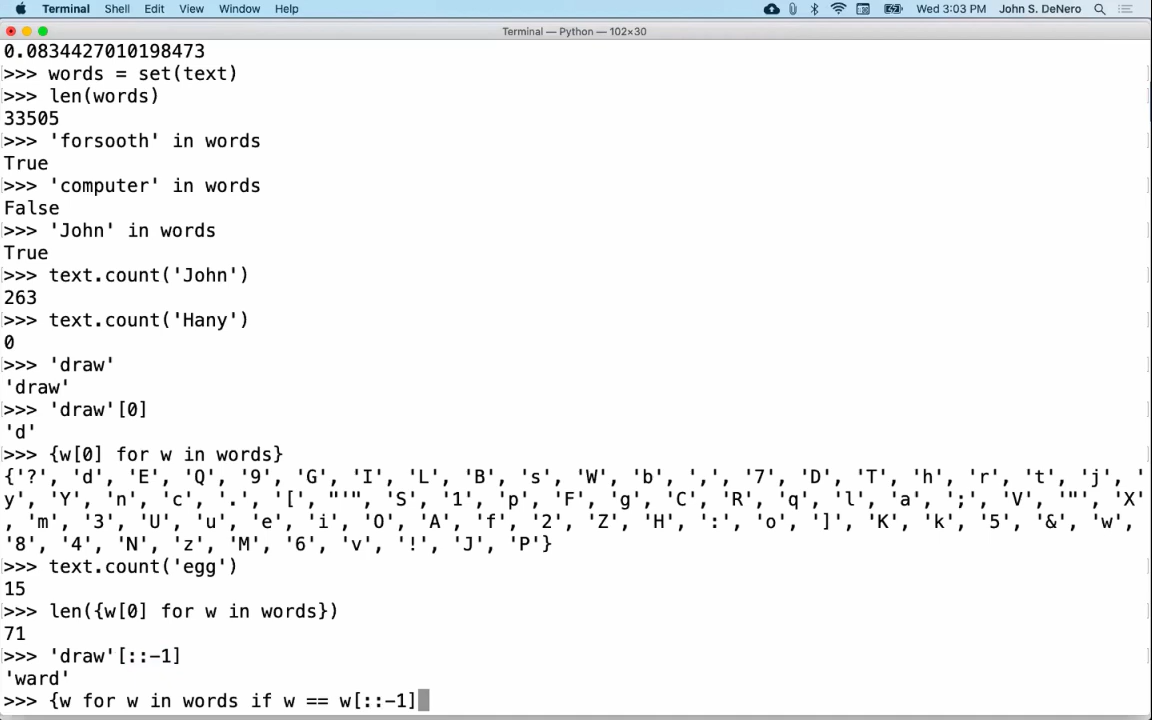 Terminal Shell Edit View Window Help Wed 3:03 PM John S. DeNero
Terminal — Python — 102×30
0.0834427010198473
>>> words = set(text)
>>> len(words)
33505
>>> 'forsooth' in words
True
>>> 'computer' in words
False
>>> 'John' in words
True
>>> text.count('John')
263
>>> text.count('Hany')
0
>>> 'draw'
'draw'
>>> 'draw'[0]
'd'
>>> {w[0] for w in words}
{'?', 'd', 'E', 'Q', '9', 'G', 'I', 'L', 'B', 's', 'W', 'b', ',', '7', 'D', 'T', 'h', 'r', 't', 'j', '
y', 'Y', 'n', 'c', '.', '[', "'", 'S', '1', 'p', 'F', 'g', 'C', 'R', 'q', 'l', 'a', ';', 'V', '"', 'X'
, 'm', '3', 'U', 'u', 'e', 'i', 'O', 'A', 'f', '2', 'Z', 'H', ':', 'o', ']', 'K', 'k', '5', '&', 'w',
'8', '4', 'N', 'z', 'M', '6', 'v', '!', 'J', 'P'}
>>> text.count('egg')
15
>>> len({w[0] for w in words})
71
>>> 'draw'[::-1]
'ward'
>>> {w for w in words if w == w[::-1]